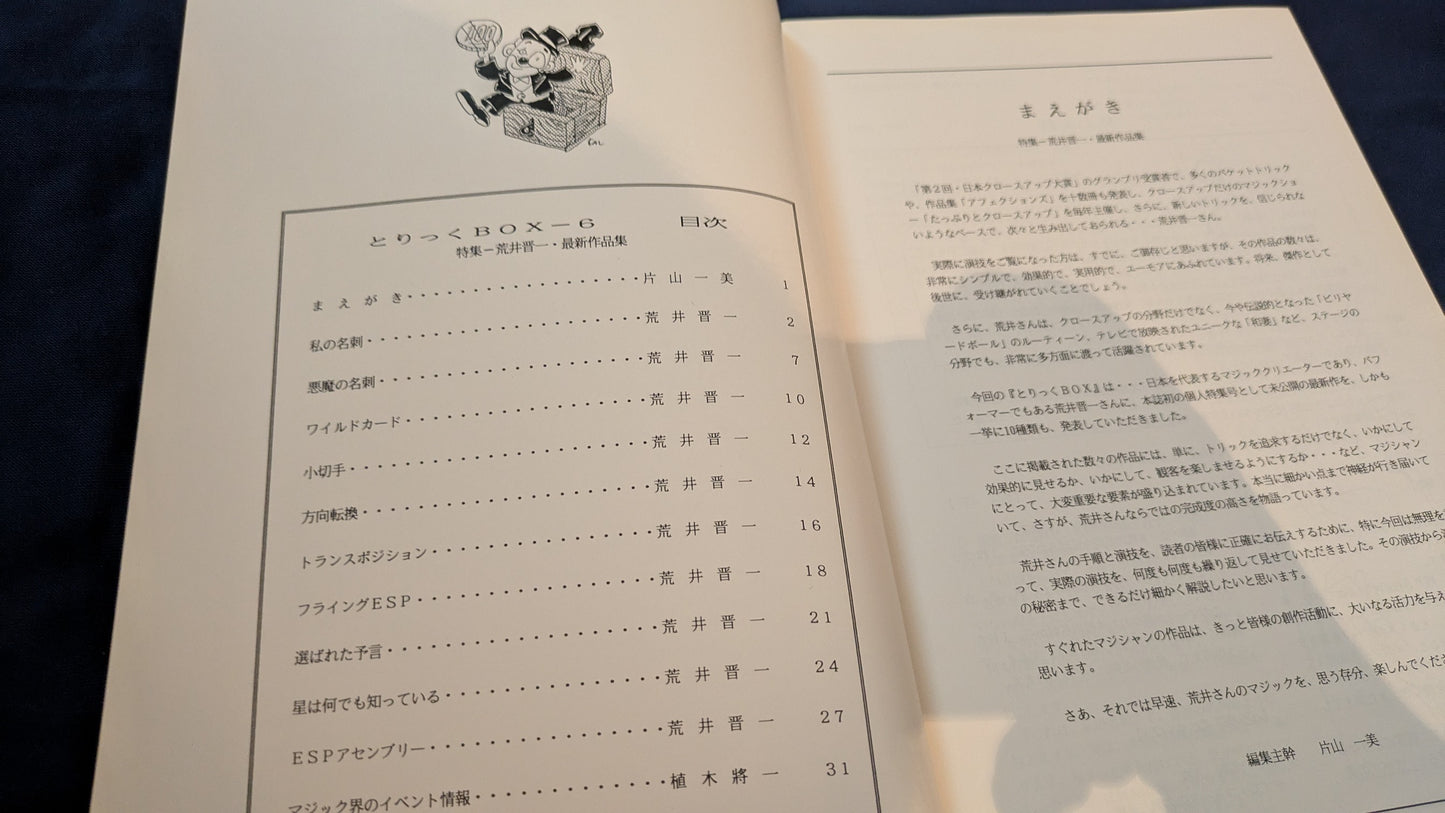 とりっくＢＯＸ－６　　　目次
特集－荒井晋一・最新作品集
まえがき・・・・・・・・・・・・・・・・・・・・片山一美　1
私の名刺・・・・・・・・・・・・・・・・・・・・荒井晋一　2
悪魔の名刺・・・・・・・・・・・・・・・・・・・荒井晋一　7
ワイルドカード・・・・・・・・・・・・・・・・・荒井晋一　10
小切手・・・・・・・・・・・・・・・・・・・・・荒井晋一　12
方向転換・・・・・・・・・・・・・・・・・・・・荒井晋一　14
トランスポジション・・・・・・・・・・・・・・・荒井晋一　16
フライングＥＳＰ・・・・・・・・・・・・・・・・荒井晋一　18
選ばれた予言・・・・・・・・・・・・・・・・・・荒井晋一　21
星は何でも知っている・・・・・・・・・・・・・・荒井晋一　24
ＥＳＰアセンブリー・・・・・・・・・・・・・・・荒井晋一　27
マジック界のイベント情報・・・・・・・・・・・・植木將一　31
まえがき
特集－荒井晋一・最新作品集
「第２回・日本クロースアップ大賞」のグランプリ受賞者で、多くのパケットトリック
や、作品集「アフェクションズ」を十数冊も発表し、クロースアップだけのマジックショ
ー「たっぷりとクロースアップ」を毎年主催し、さらに、新しいトリックを、信じられな
いようなペースで、次々と生み出しておられる・・・荒井晋一さん。
実際に演技をご覧になった方は、すでに、ご存じと思いますが、その作品の数々は、
非常にシンプルで、効果的で、実用的で、ユーモアにあふれています。将来、傑作として
後世に、受け継がれていくことでしょう。
さらに、荒井さんは、クロースアップの分野だけでなく、今や伝説的となった「ビリヤ
ードボール」のルーティーン、テレビで放映されたユニークな「和妻」など、ステージの
分野でも、非常に多方面に渡って活躍されています。
今回の『とりっくＢＯＸ』は・・・日本を代表するマジッククリエーターであり、パフ
ォーマーでもある荒井晋一さんに、本誌初の個人特集号として未公開の最新作を、しかも
一挙に10種類も、発表していただきました。
ここに掲載された数々の作品には、単に、トリックを追求するだけでなく、いかにして
効果的に見せるか、いかにして、観客を楽しませるようにするか・・・など、マジシャン
にとって、大変重要な要素が盛り込まれています。本当に細かい点まで神経が行き届いて
いて、さすが、荒井さんならではの完成度の高さを物語っています。
荒井さんの手順と演技を、読者の皆様に正確にお伝えするために、特に今回は無理を
って、実際の演技を、何度も何度も繰り返して見せていただきました。その演技から
の秘密まで、できるだけ細かく解説したいと思います。
すぐれたマジシャンの作品は、きっと皆様の創作活動に、大いなる活力を与え
思います。
さあ、それでは早速、荒井さんのマジックを、思う存分、楽しんでくださ
編集主幹　片山　一美